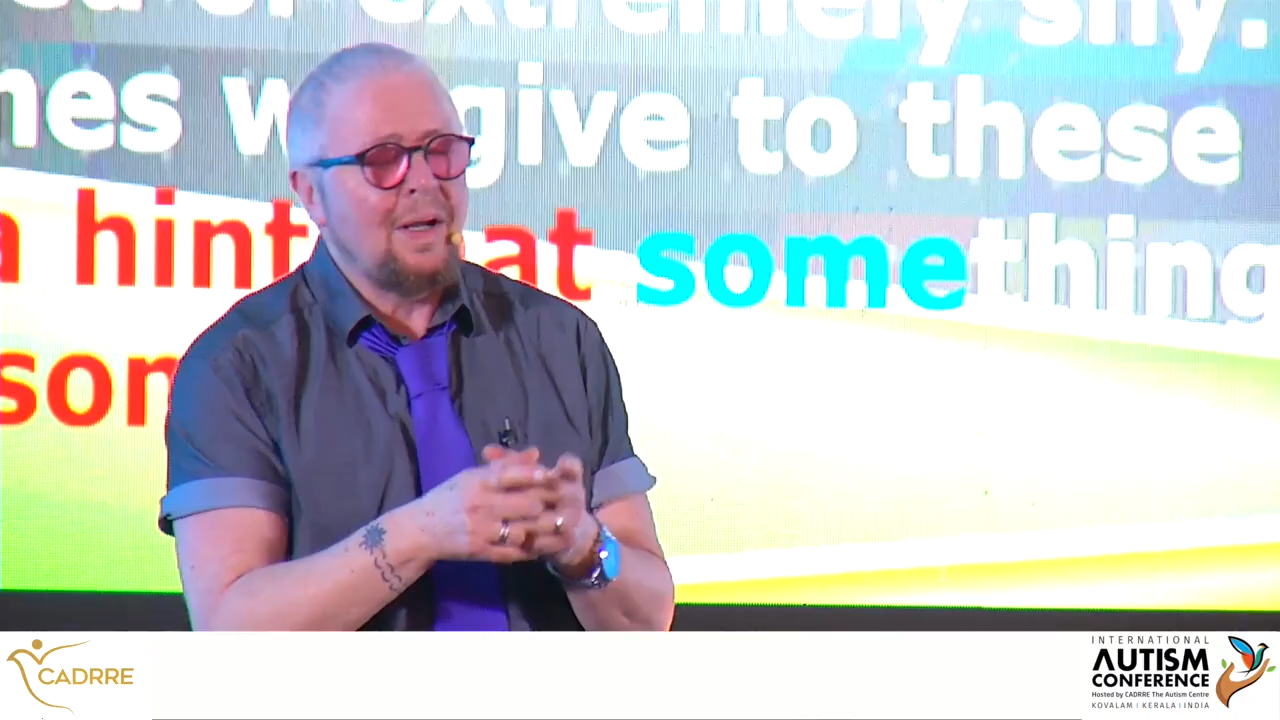 extremely shy.
give to these
a hint at something
CADRRE
INTERNATIONAL
AUTISM
CONFERENCE
Hosted by CADRRE The Autism Centre
KOVALAM | KERALA | INDIA